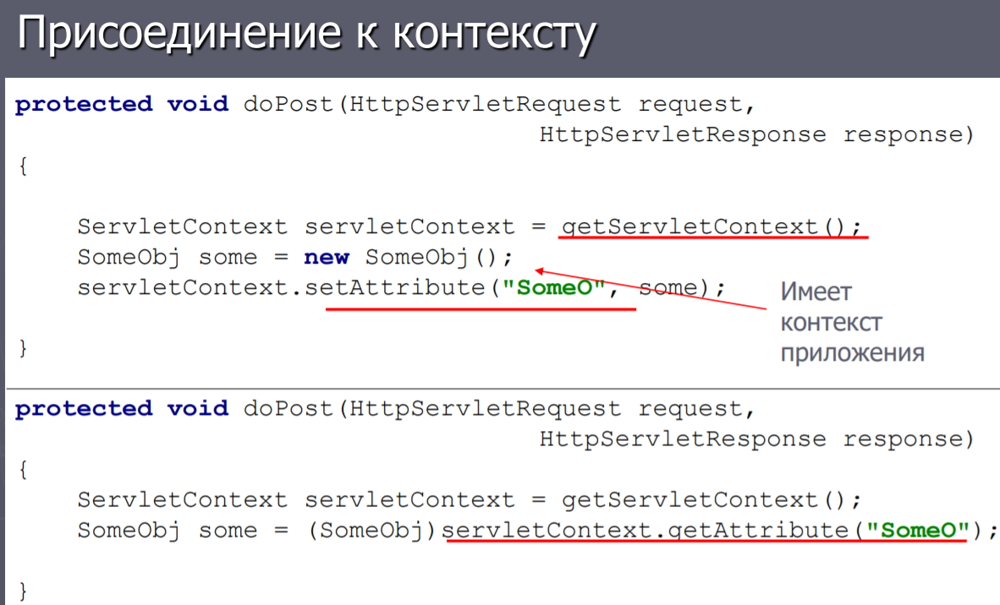 Присоединение к контексту
protected void doPost(HttpServletRequest request,
HttpServletResponse response)
{
ServletContext servletContext = getServletContext();
SomeObj some = new SomeObj();
servletContext.setAttribute("SomeO", some);
Имеет
контекст
приложения
}
protected void doPost(HttpServletRequest request,
HttpServletResponse response)
{
ServletContext servletContext = getServletContext();
SomeObj some = (SomeObj)servletContext.getAttribute("SomeO");
}